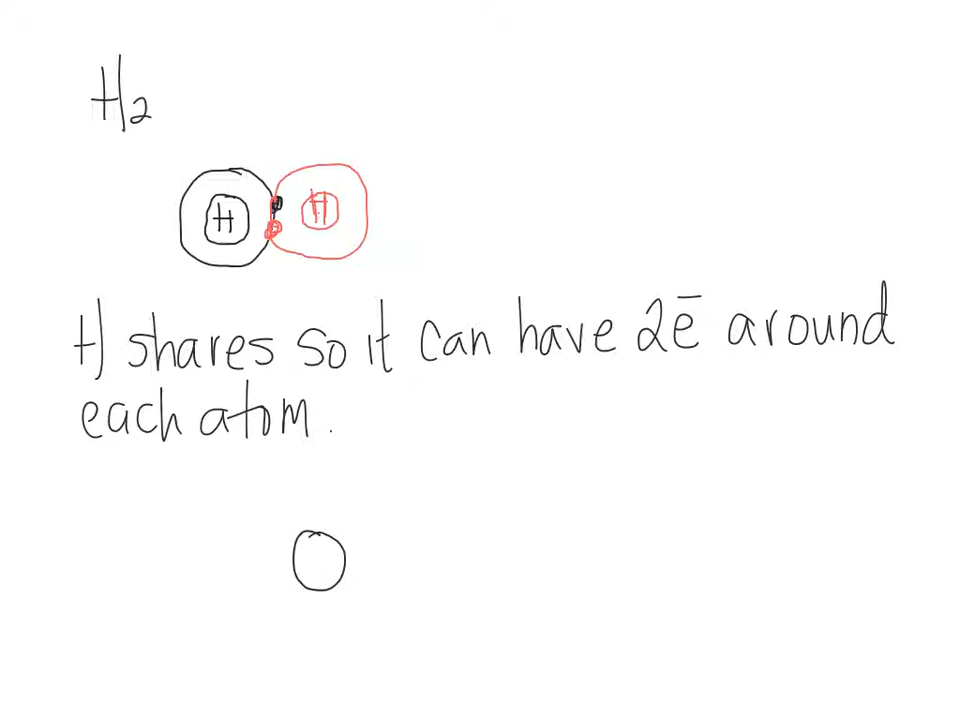 H₂
H H
H shares so it can have 2e̅ around
each atom.